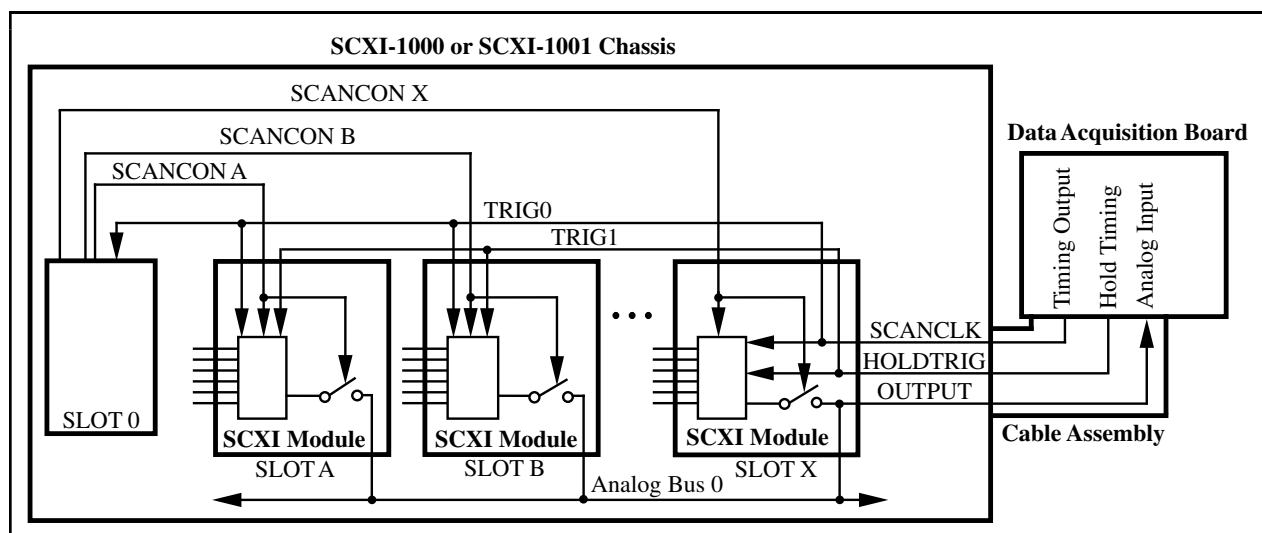 SCXI-1000 or SCXI-1001 Chassis
SCANCON X
SCANCON B
SCANCON A
Data Acquisition Board
Timing Output
Hold Timing
Analog Input
TRIG0
TRIG1
SCANCLK
HOLDTRIG
OUTPUT
SLOT 0
SCXI Module
SCXI Module
SCXI Module
Cable Assembly
SLOT A
SLOT B
SLOT X
Analog Bus 0